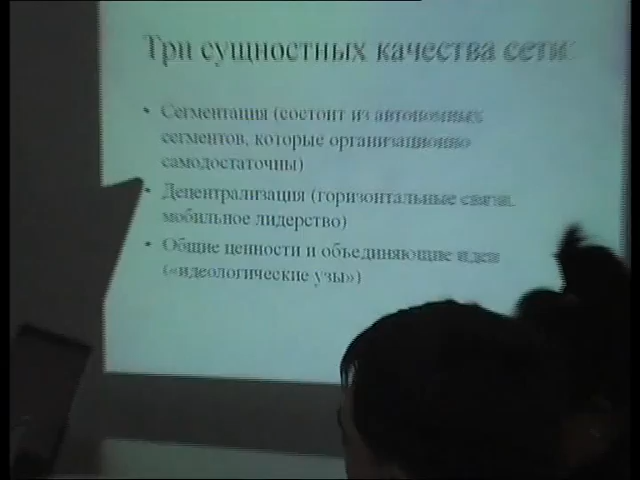 Три сущностных качества сети:
• Сегментация (состоит из автономных
сегментов, которые организационно
самодостаточны)
• Децентрализация (горизонтальные связи,
мобильное лидерство)
• Общие ценности и объединяющие идеи
(«идеологические узы»)